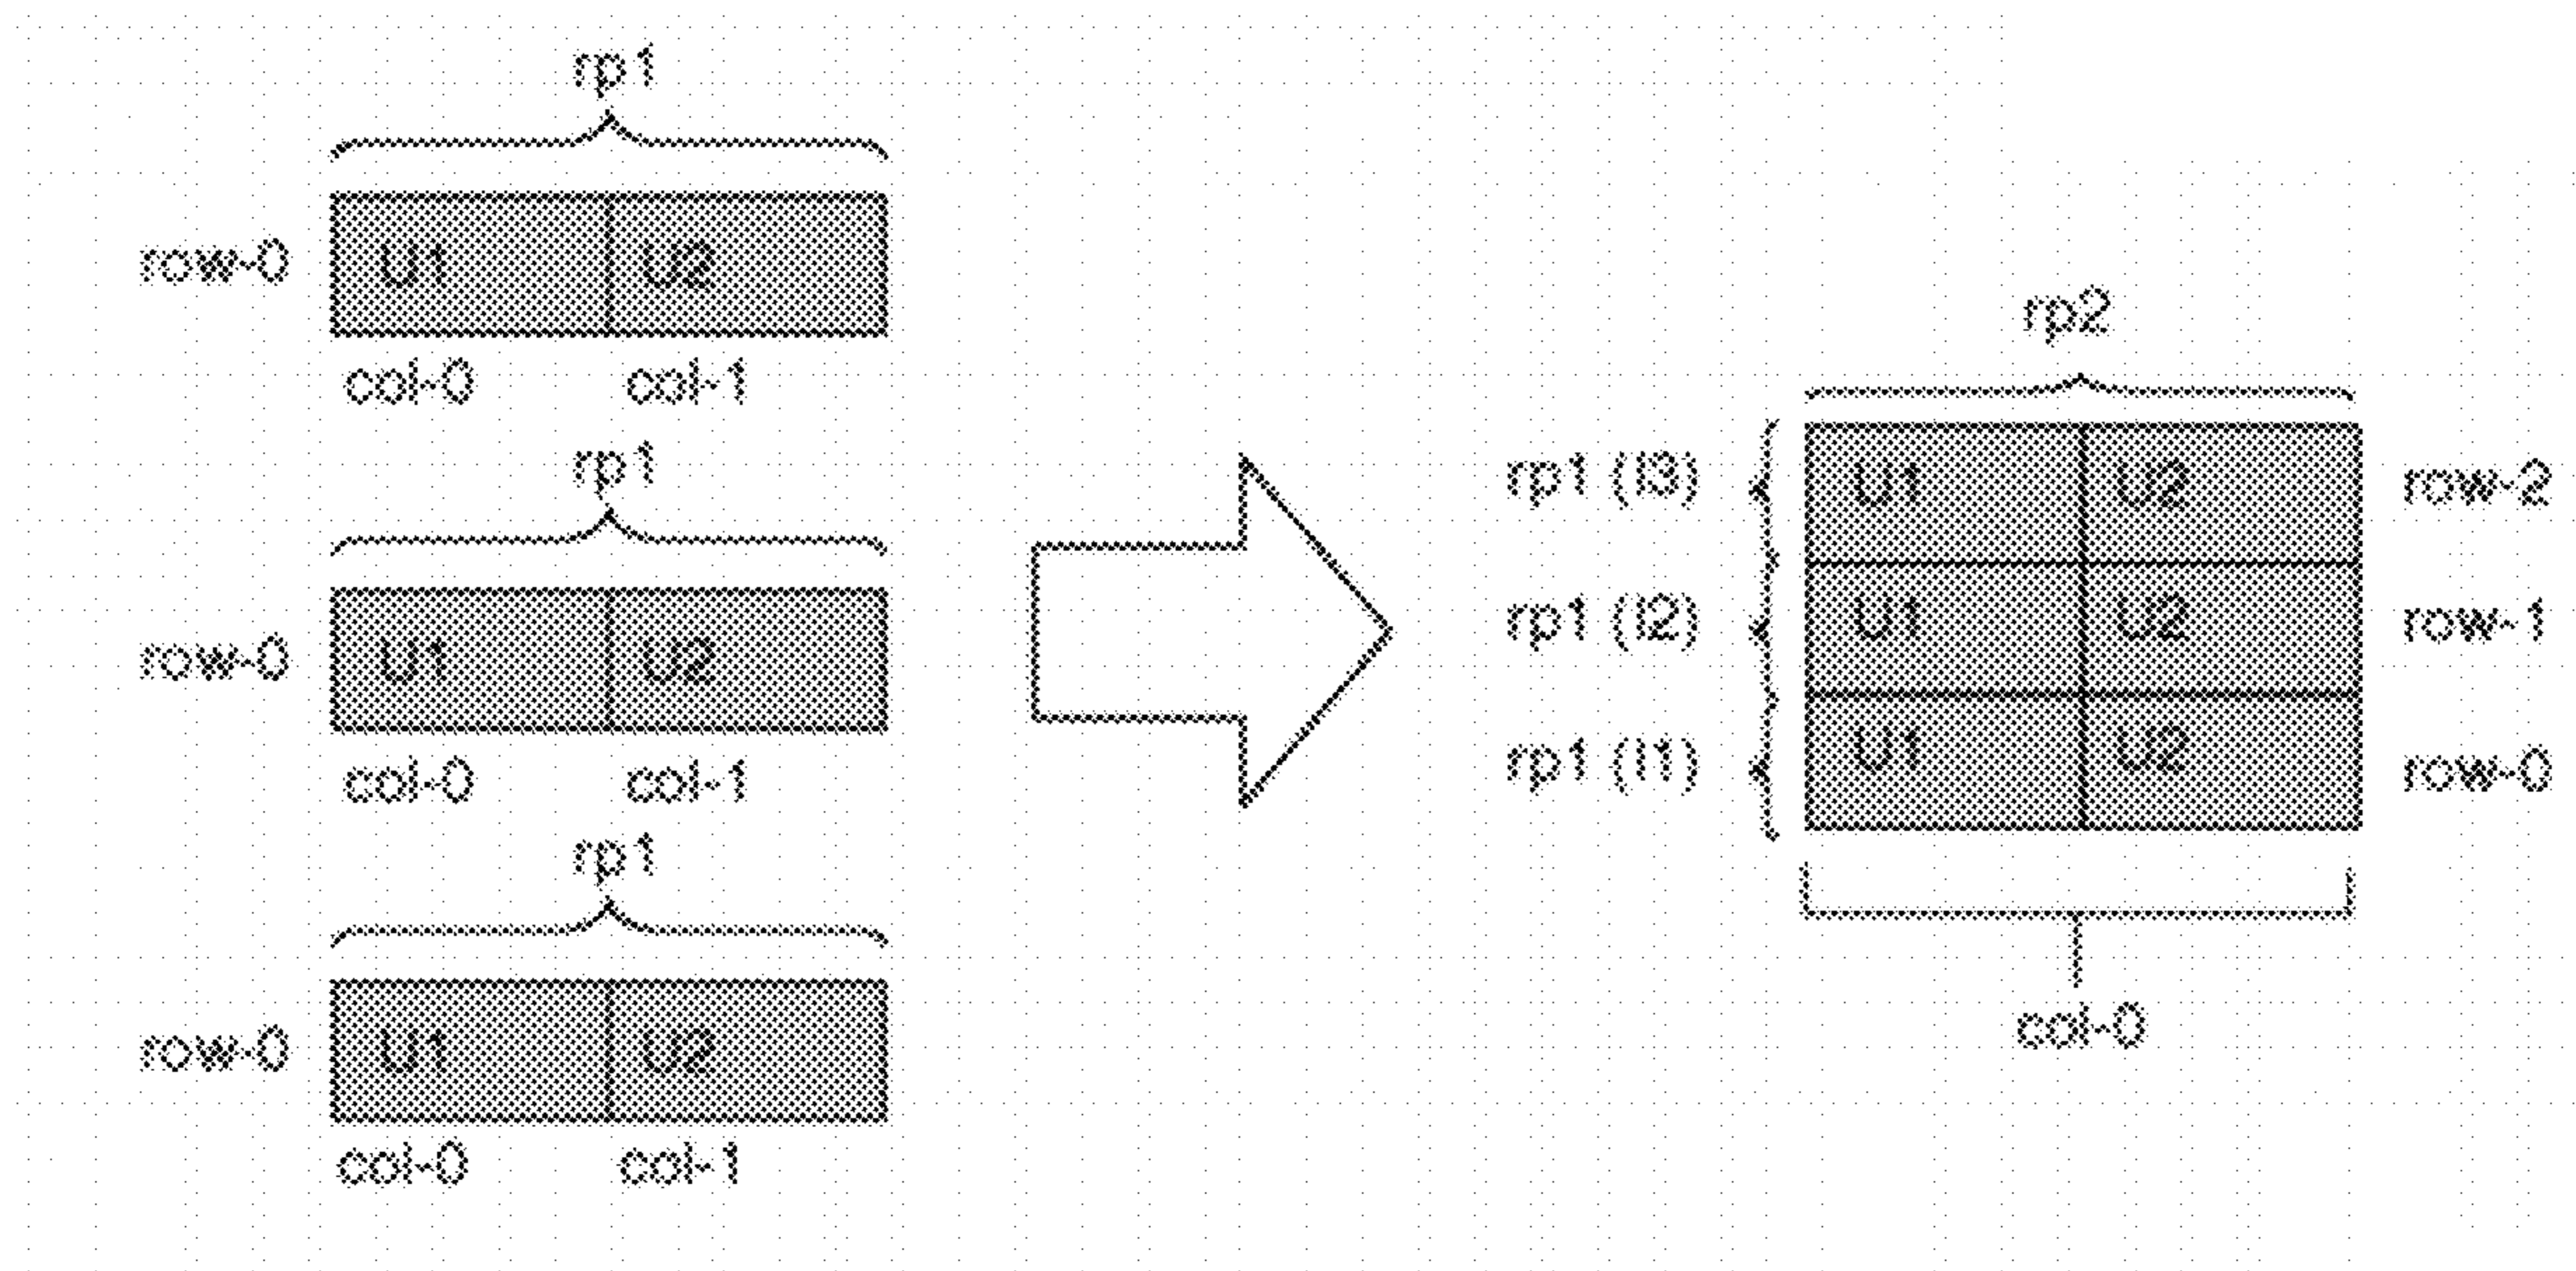 rp1
row-0 U1 U2
col-0 col-1
rp1
row-0 U1 U2
col-0 col-1
rp1
row-0 U1 U2
col-0 col-1
rp2
rp1 (I3) U1 U2 row-2
rp1 (I2) U1 U2 row-1
rp1 (I1) U1 U2 row-0
col-0